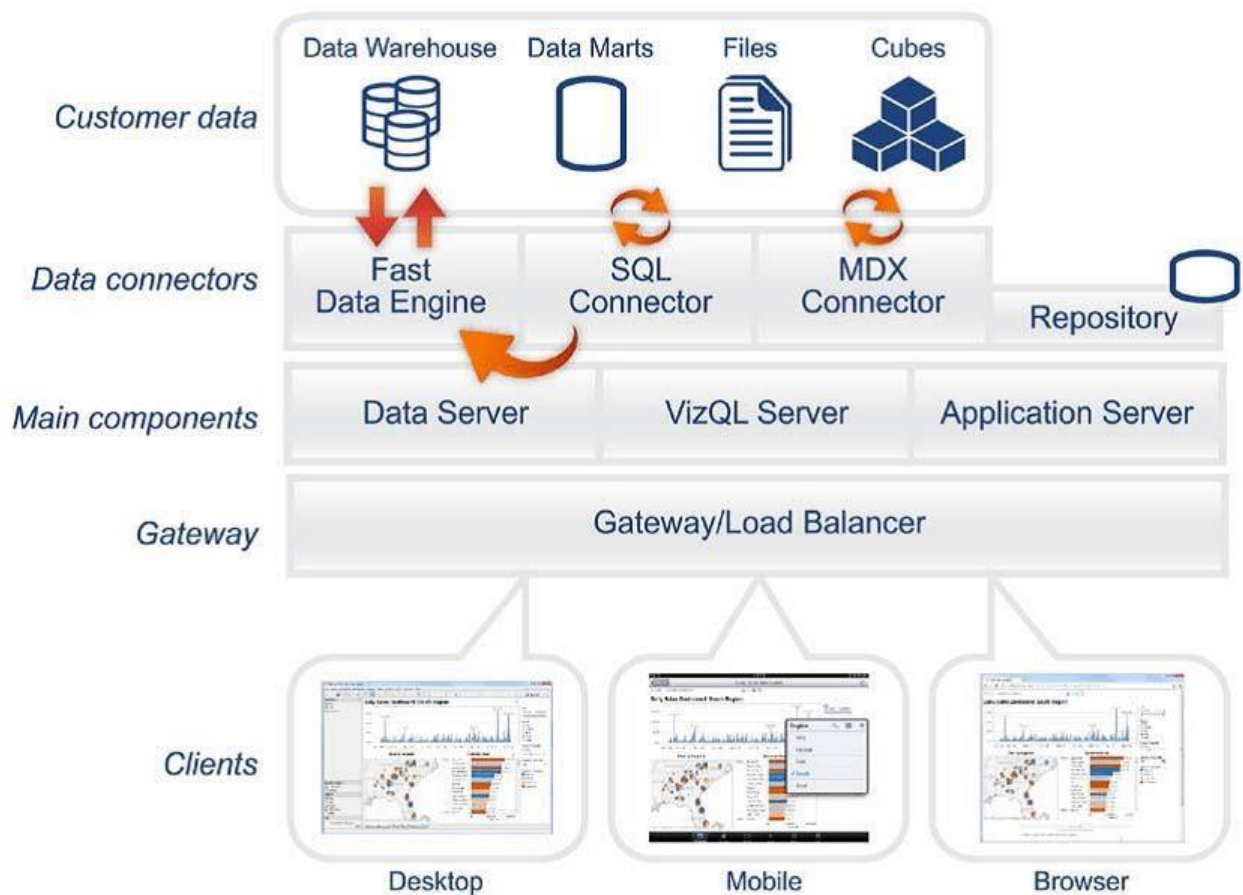 Data Warehouse
Data Marts
Files
Cubes
Customer data
Data connectors
Fast
Data Engine
SQL
Connector
MDX
Connector
Repository
Main components
Data Server
VizQL Server
Application Server
Gateway
Gateway/Load Balancer
Clients
Desktop
Mobile
Browser